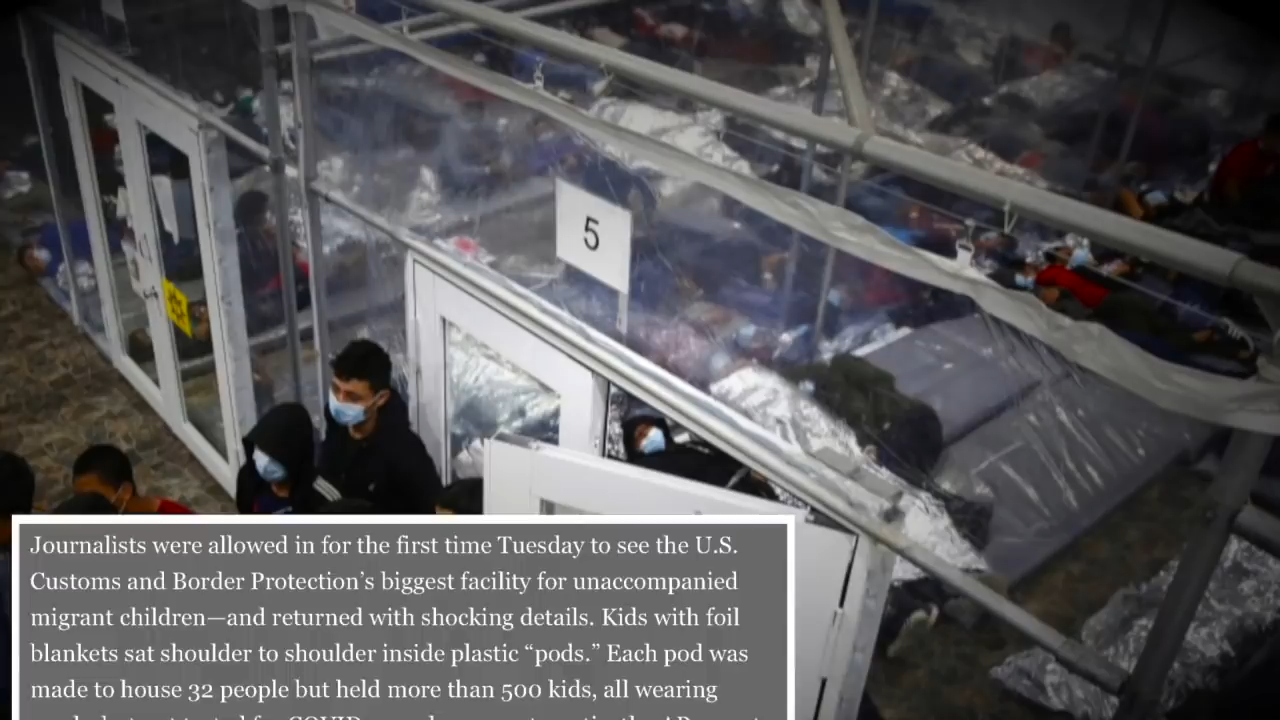 5
Journalists were allowed in for the first time Tuesday to see the U.S.
Customs and Border Protection’s biggest facility for unaccompanied
migrant children—and returned with shocking details. Kids with foil
blankets sat shoulder to shoulder inside plastic “pods.” Each pod was
made to house 32 people but held more than 500 kids, all wearing